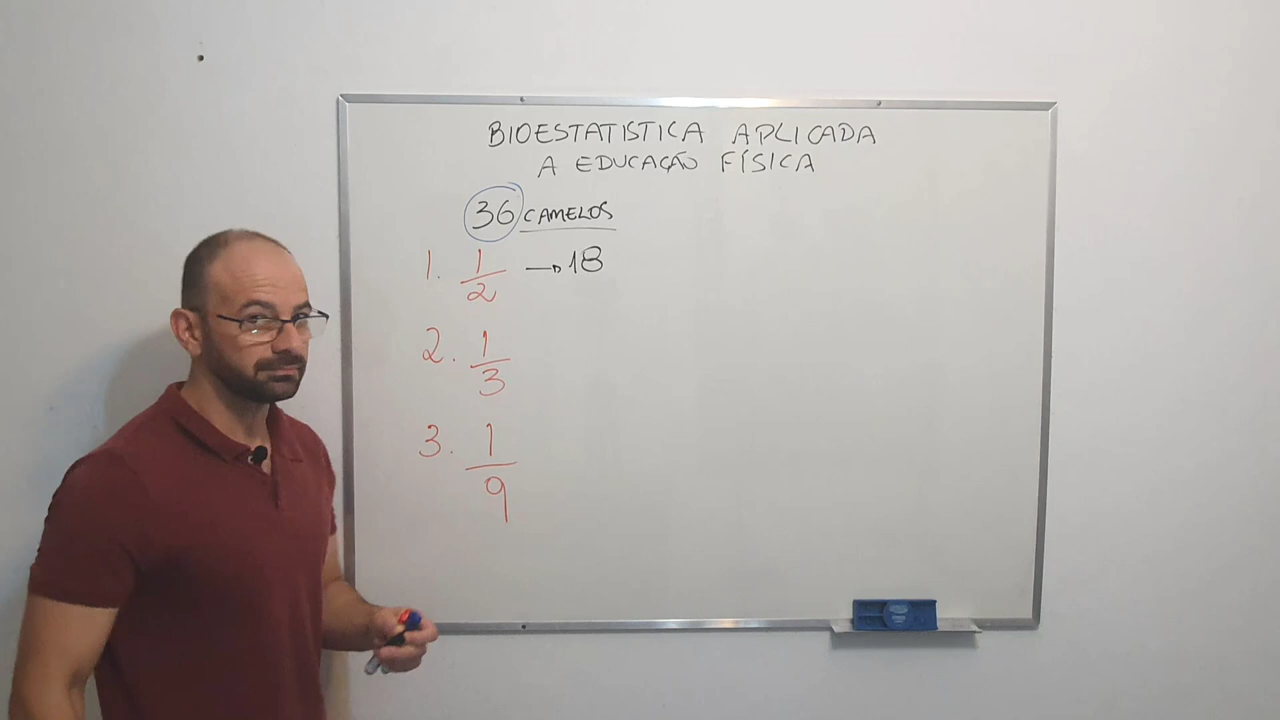 BIOESTATISTICA APLICADA
A EDUCAÇÃO FÍSICA
36 CAMELOS
1. 1/2 → 18
2. 1/3
3. 1/9